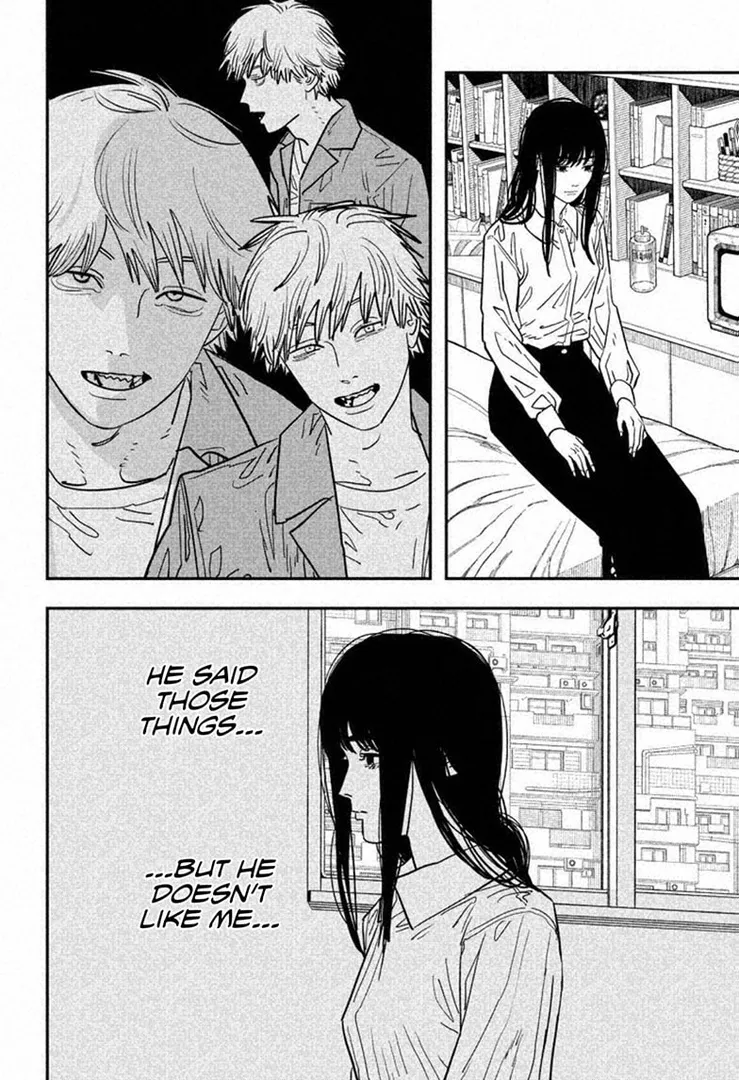 HE SAID
THOSE
THINGS...
...BUT HE
DOESN'T
LIKE ME...